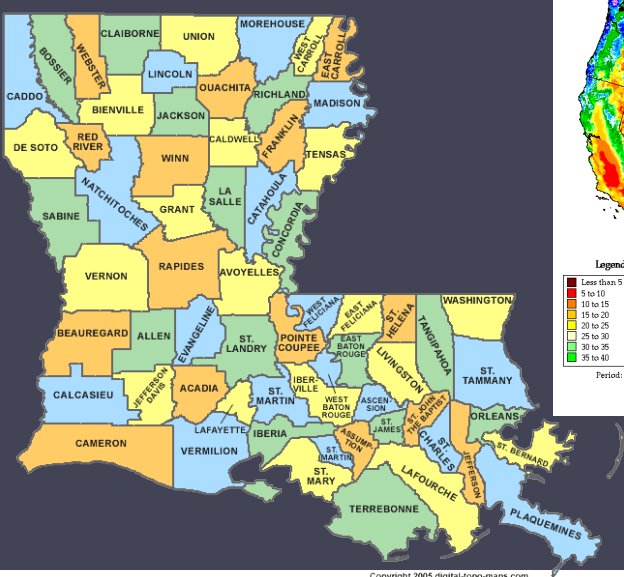 MOREHOUSE
CLAIBORNE
UNION
WEST
CARROLL
EAST
CARROLL
BOSSIER
WEBSTER
LINCOLN
OUACHITA
RICHLAND
CADDO
MADISON
BIENVILLE
JACKSON
FRANKLIN
DE SOTO
RED
RIVER
CALDWELL
TENSAS
WINN
NATCHITOCHES
LA
SALLE
CATAHOULA
SABINE
GRANT
CONCORDIA
VERNON
RAPIDES
AVOYELLES
WEST
FELICIANA
EAST
FELICIANA
ST.
HELENA
WASHINGTON
TANGIPAHOA
BEAUREGARD
ALLEN
EVANGELINE
ST.
LANDRY
POINTE
COUPEE
EAST
BATON
ROUGE
LIVINGSTON
ST.
TAMMANY
CALCASIEU
JEFFERSON
DAVIS
ACADIA
ST.
MARTIN
IBER-
VILLE
WEST
BATON
ROUGE
ASCEN-
SION
ST. JOHN
THE BAPTIST
ORLEANS
LAFAYETTE
IBERIA
ST.
JAMES
CAMERON
VERMILION
ST.
MARTIN
ASSUMP-
TION
ST.
CHARLES
JEFFERSON
ST. BERNARD
ST.
MARY
LAFOURCHE
TERREBONNE
PLAQUEMINES
Copyright 2005 digital-topo-maps.com
Legend
Less than 5
5 to 10
10 to 15
15 to 20
20 to 25
25 to 30
30 to 35
35 to 40
Period: